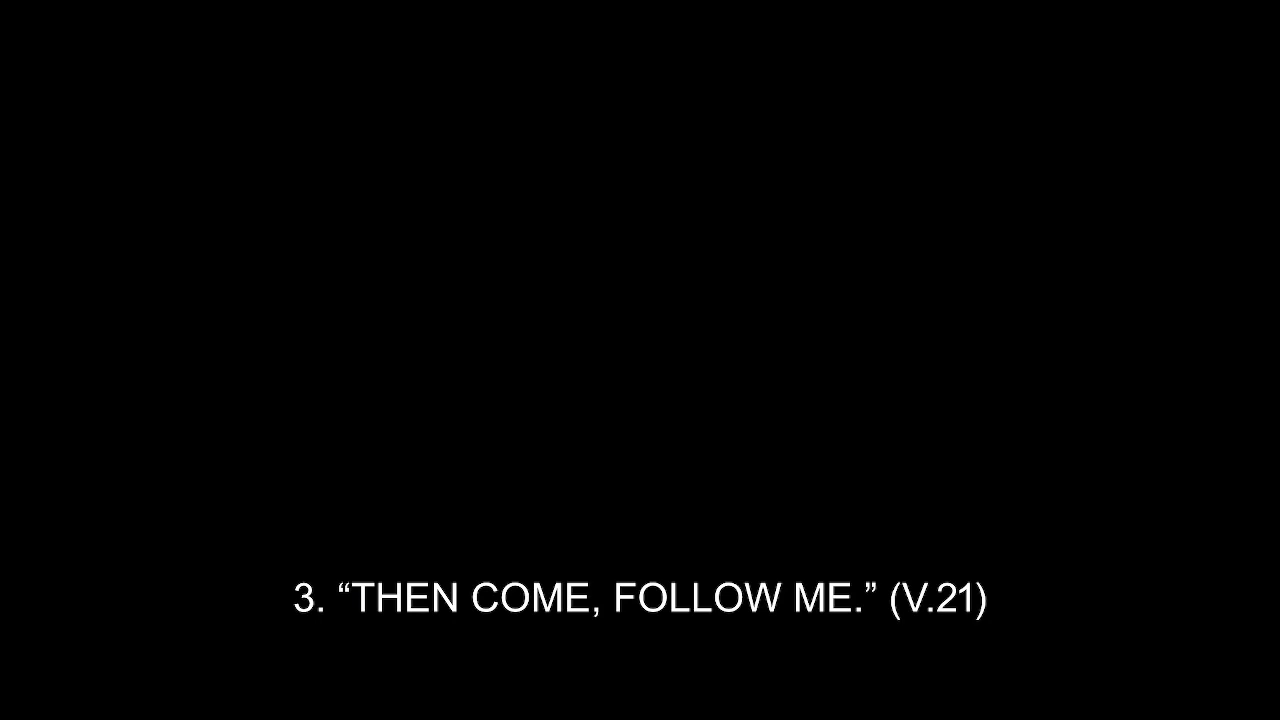 3. “THEN COME, FOLLOW ME.” (V.21)